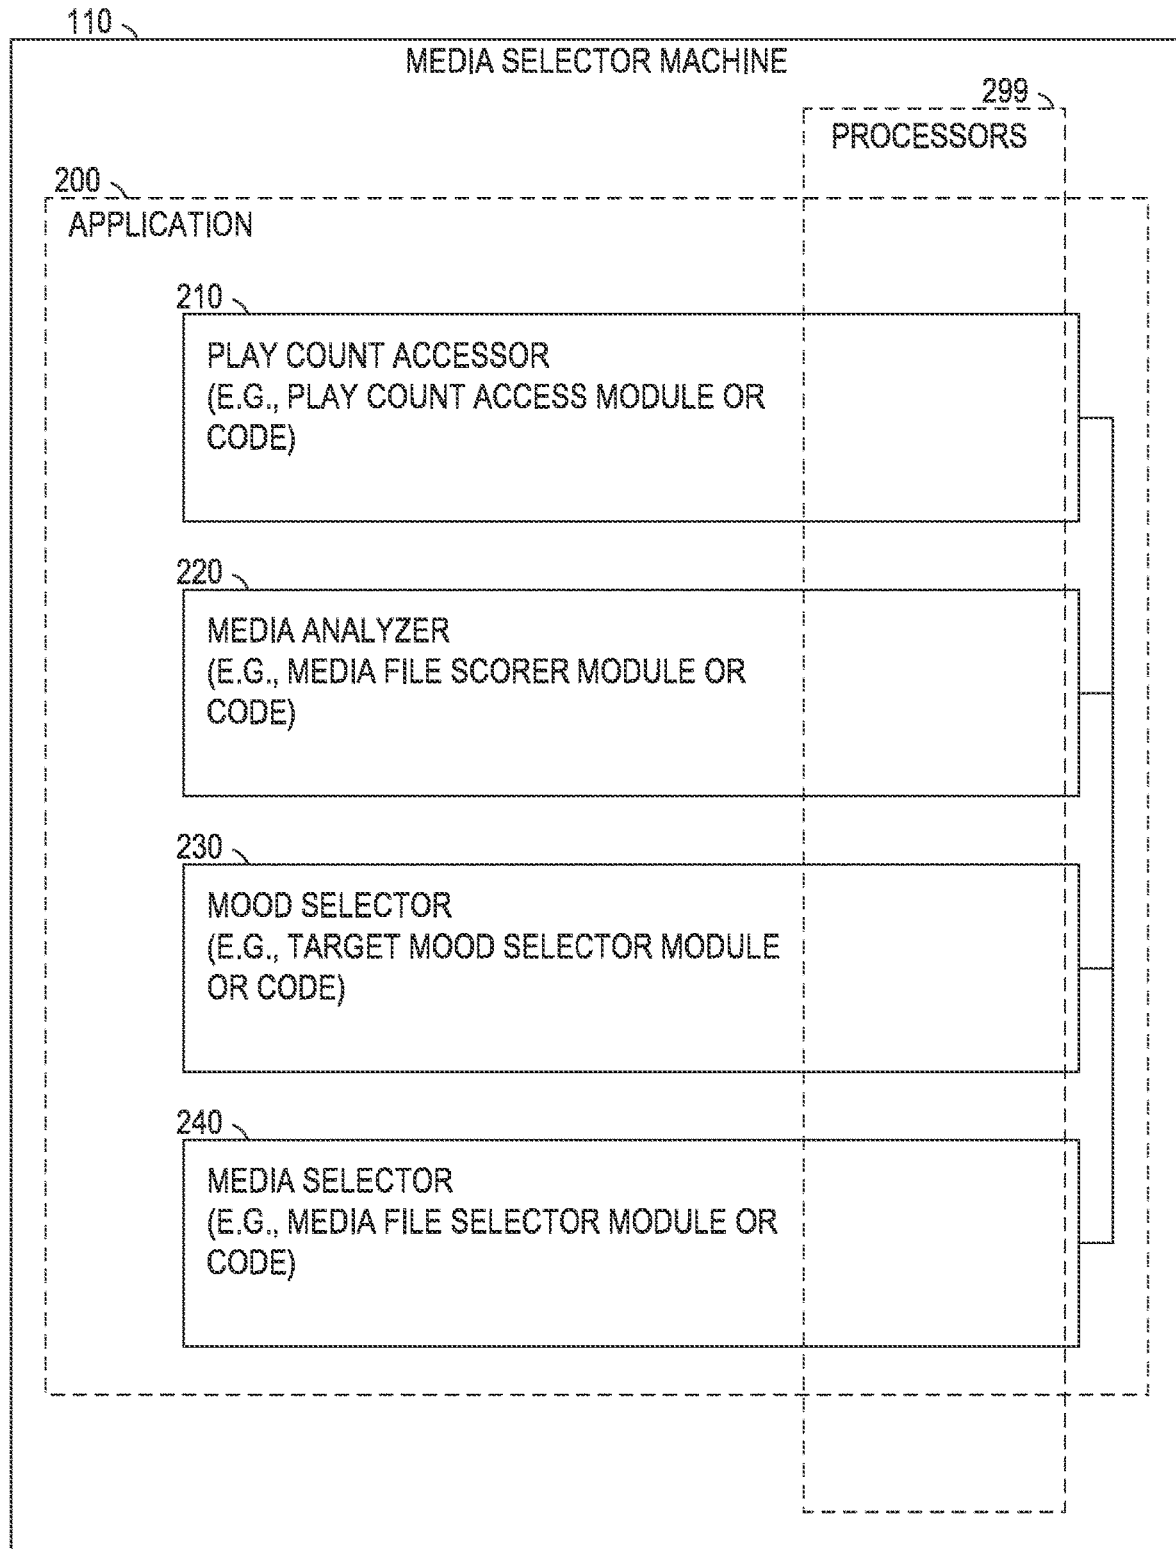 110
MEDIA SELECTOR MACHINE
299
PROCESSORS
200
APPLICATION
210
PLAY COUNT ACCESSOR
(E.G., PLAY COUNT ACCESS MODULE OR
CODE)
220
MEDIA ANALYZER
(E.G., MEDIA FILE SCORER MODULE OR
CODE)
230
MOOD SELECTOR
(E.G., TARGET MOOD SELECTOR MODULE
OR CODE)
240
MEDIA SELECTOR
(E.G., MEDIA FILE SELECTOR MODULE OR
CODE)